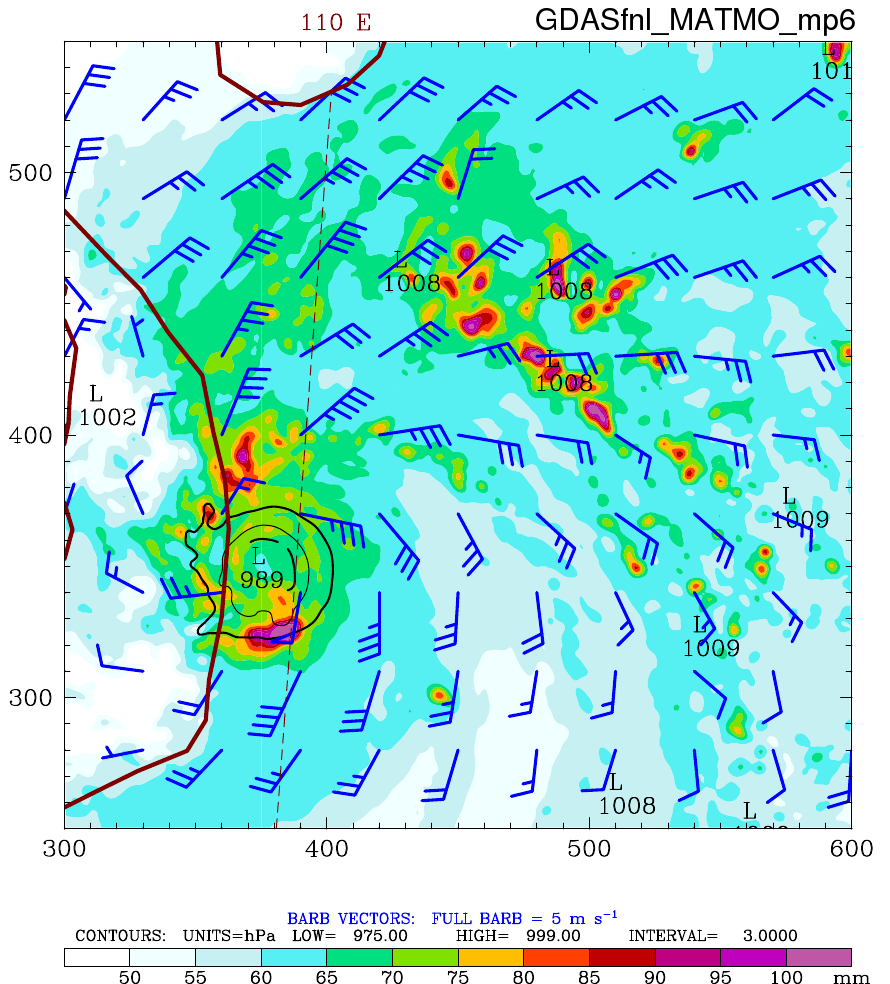 110 E GDASfnl_MATMO_mp6
L
101
500
L
1008
L
1008
L
1008
L
1002
400
L
1009
L
989
L
1009
300
L
1008
L
300 400 500 600
BARB VECTORS: FULL BARB = 5 m s⁻¹
CONTOURS: UNITS=hPa LOW= 975.00 HIGH= 999.00 INTERVAL= 3.0000
50 55 60 65 70 75 80 85 90 95 100 mm